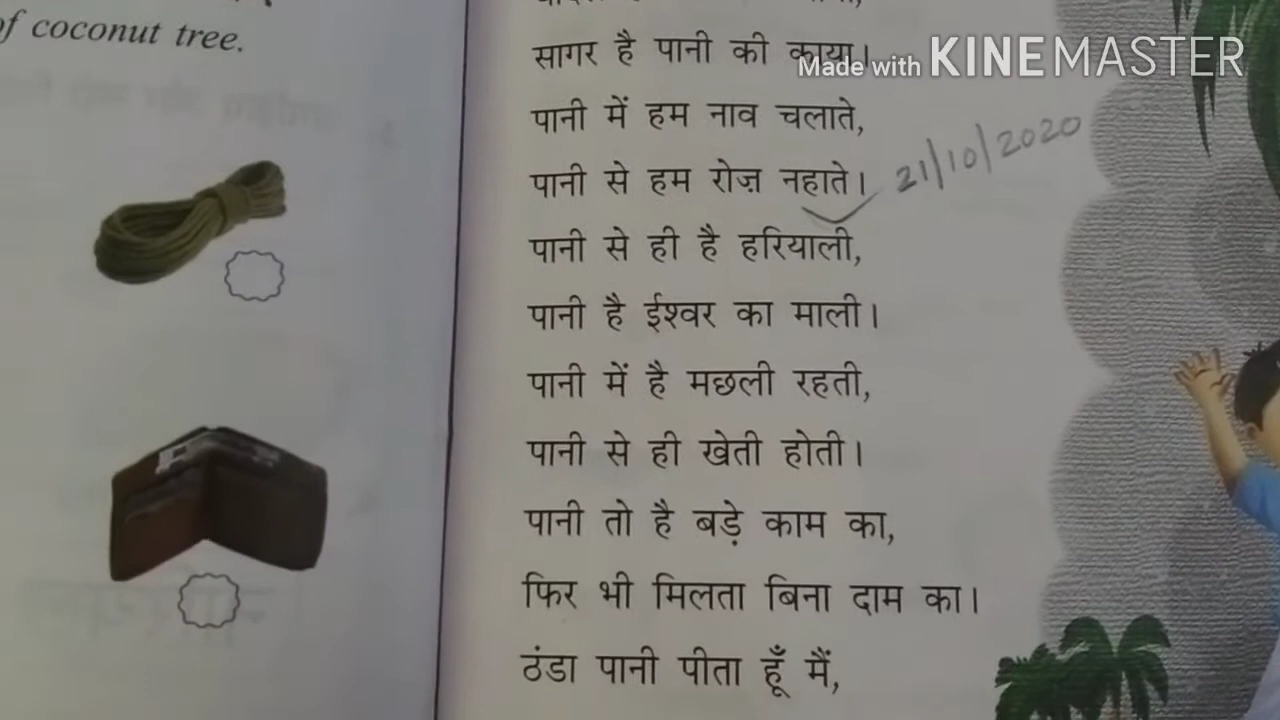 of coconut tree.
सागर है पानी की काया।
Made with KINEMASTER
पानी में हम नाव चलाते,
पानी से हम रोज़ नहाते।
21/10/2020
पानी से ही है हरियाली,
पानी है ईश्वर का माली।
पानी में है मछली रहती,
पानी से ही खेती होती।
पानी तो है बड़े काम का,
फिर भी मिलता बिना दाम का।
ठंडा पानी पीता हूँ मैं,